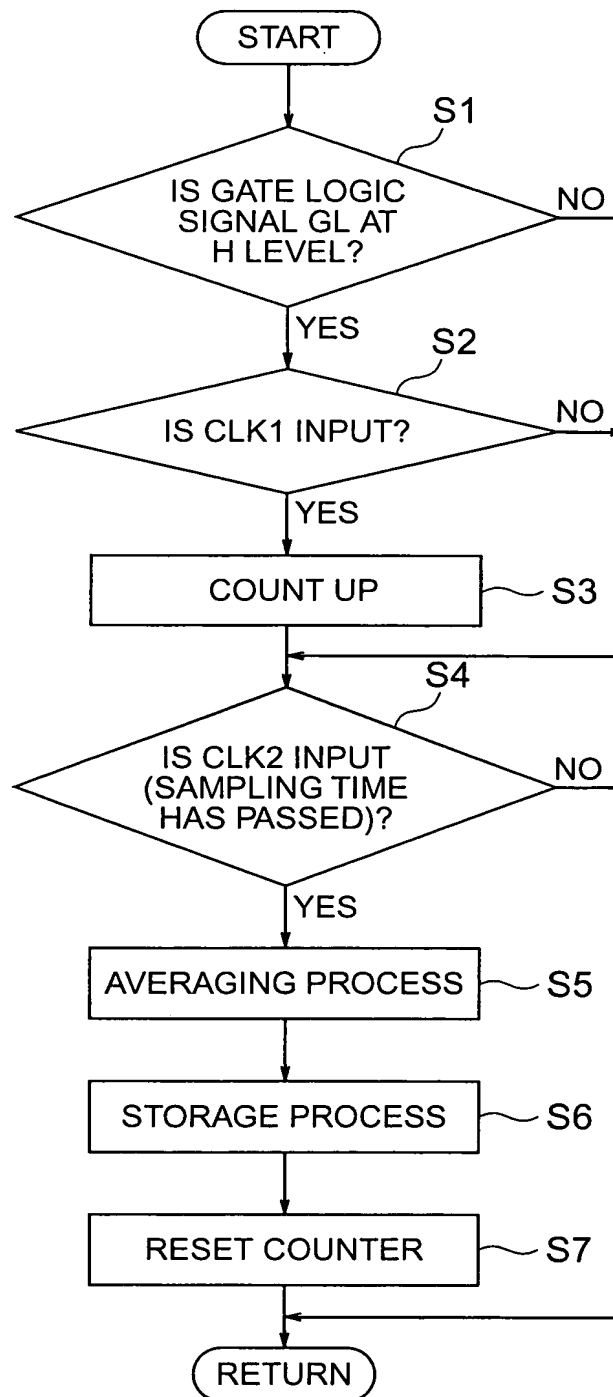 START
S1
IS GATE LOGIC
SIGNAL GL AT
H LEVEL?
NO
YES
S2
IS CLK1 INPUT?
NO
YES
COUNT UP
S3
S4
IS CLK2 INPUT
(SAMPLING TIME
HAS PASSED)?
NO
YES
AVERAGING PROCESS
S5
STORAGE PROCESS
S6
RESET COUNTER
S7
RETURN